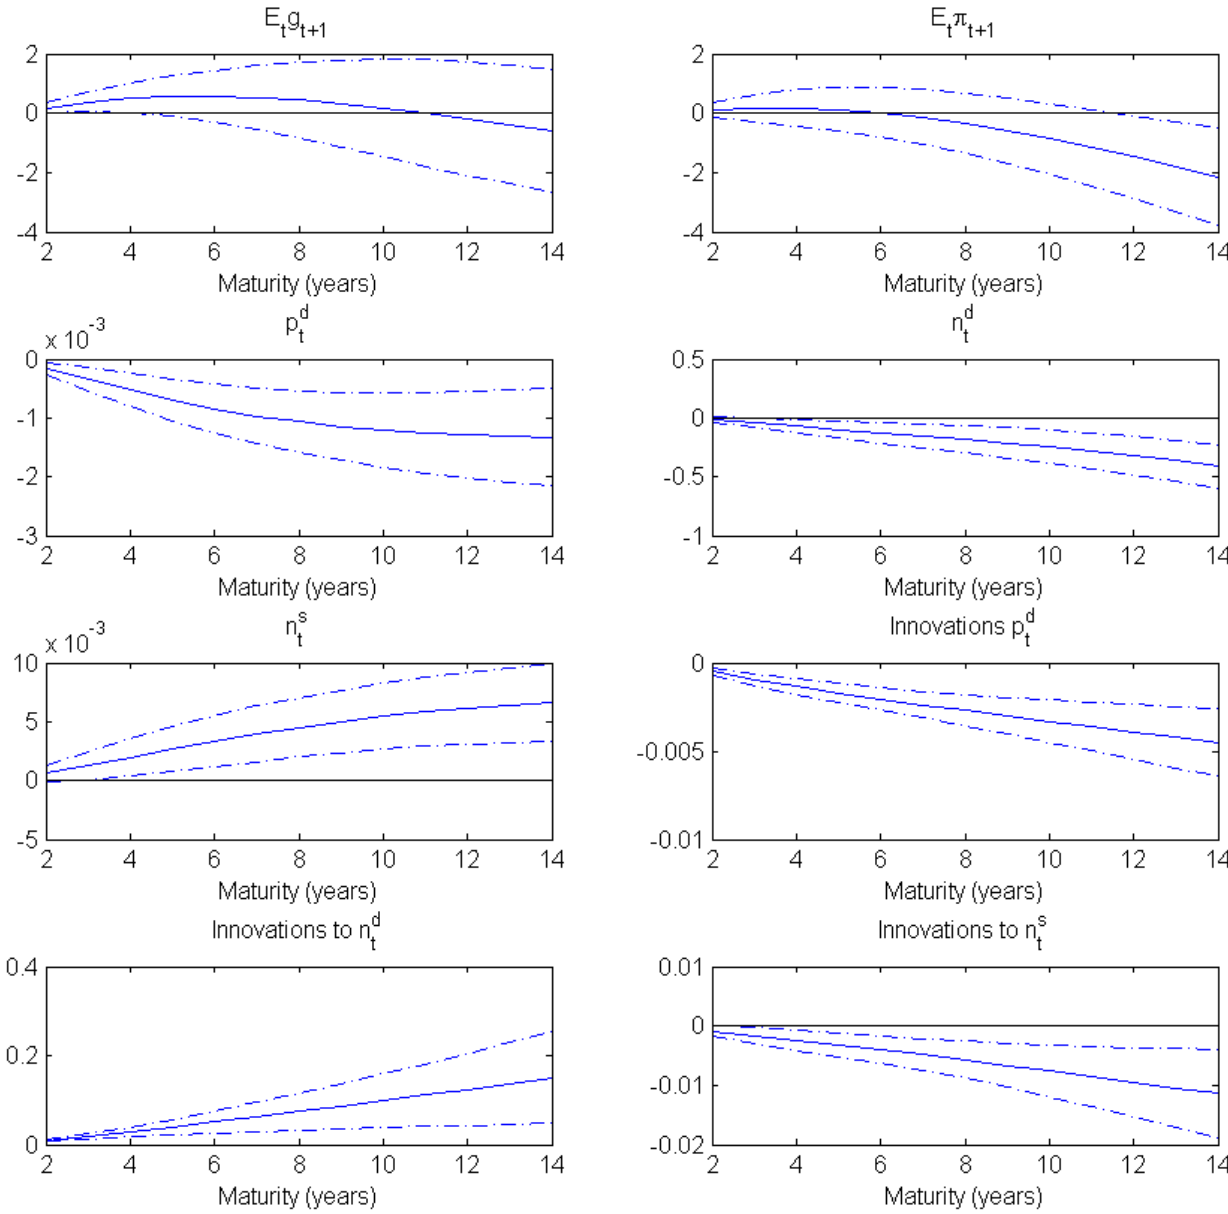 E_t g_{t+1}
2
0
-2
-4
2 4 6 8 10 12 14
Maturity (years)
E_t π_{t+1}
2
0
-2
-4
2 4 6 8 10 12 14
Maturity (years)
p_t^d
x 10^{-3}
0
-1
-2
-3
2 4 6 8 10 12 14
Maturity (years)
n_t^d
0.5
0
-0.5
-1
2 4 6 8 10 12 14
Maturity (years)
n_t^s
x 10^{-3}
10
5
0
-5
2 4 6 8 10 12 14
Maturity (years)
Innovations p_t^d
0
-0.005
-0.01
2 4 6 8 10 12 14
Maturity (years)
Innovations to n_t^d
0.4
0.2
0
2 4 6 8 10 12 14
Maturity (years)
Innovations to n_t^s
0.01
0
-0.01
-0.02
2 4 6 8 10 12 14
Maturity (years)